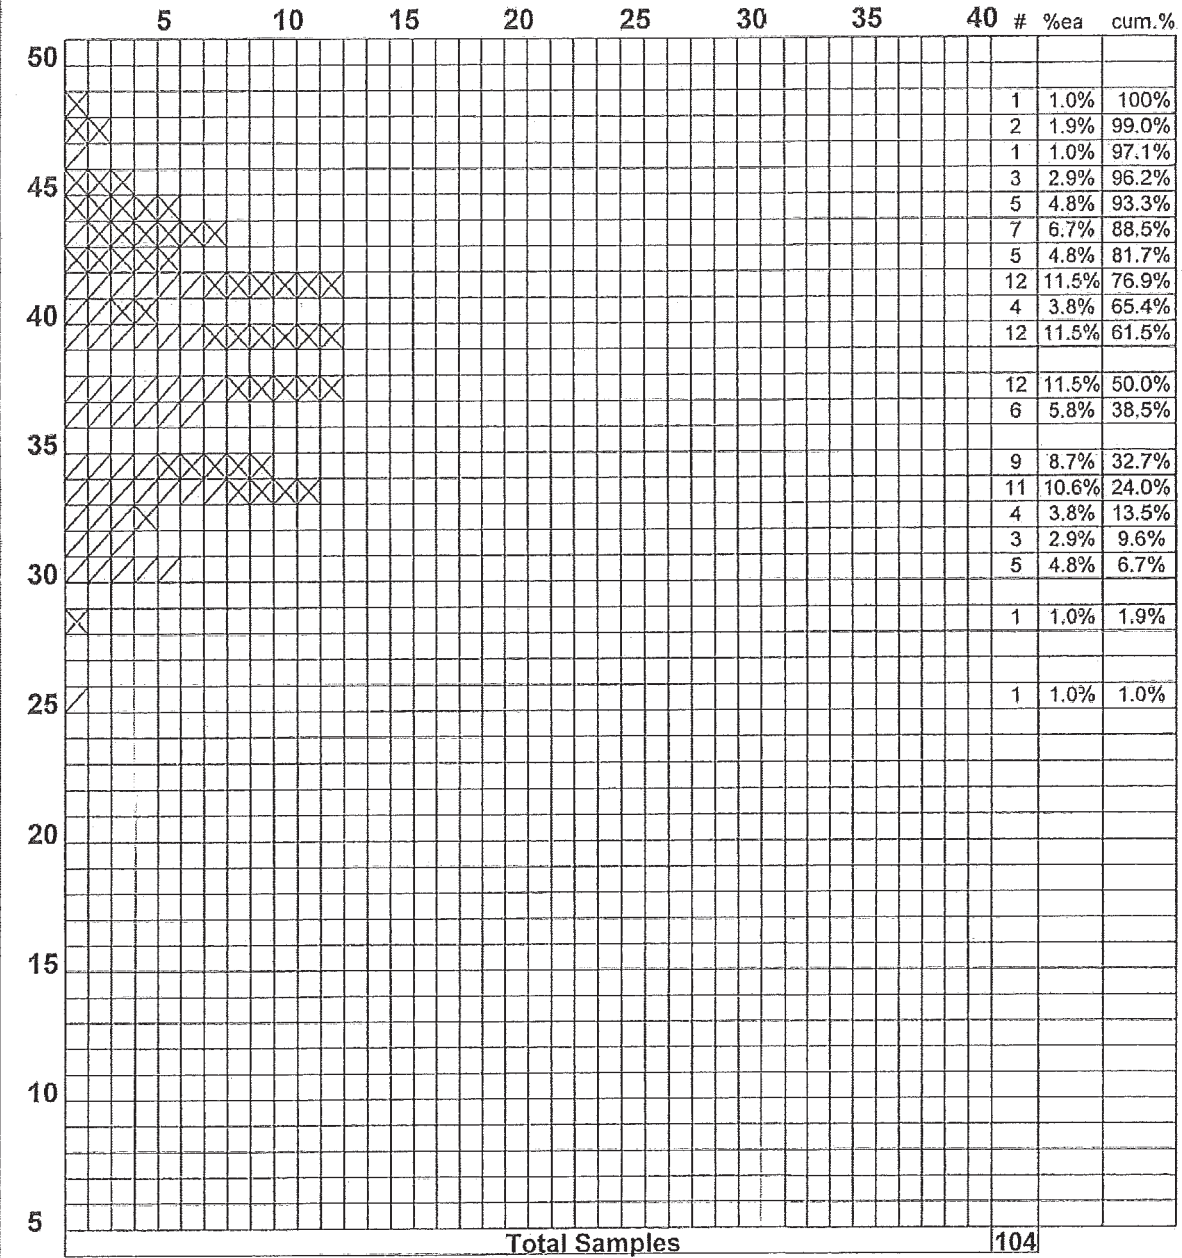 5 10 15 20 25 30 35 40 # %ea cum.%
50
1 1.0% 100%
2 1.9% 99.0%
1 1.0% 97.1%
45 3 2.9% 96.2%
5 4.8% 93.3%
7 6.7% 88.5%
5 4.8% 81.7%
12 11.5% 76.9%
40 4 3.8% 65.4%
12 11.5% 61.5%
12 11.5% 50.0%
6 5.8% 38.5%
35
9 8.7% 32.7%
11 10.6% 24.0%
4 3.8% 13.5%
3 2.9% 9.6%
30 5 4.8% 6.7%
1 1.0% 1.9%
25 1 1.0% 1.0%
20
15
10
5
Total Samples 104